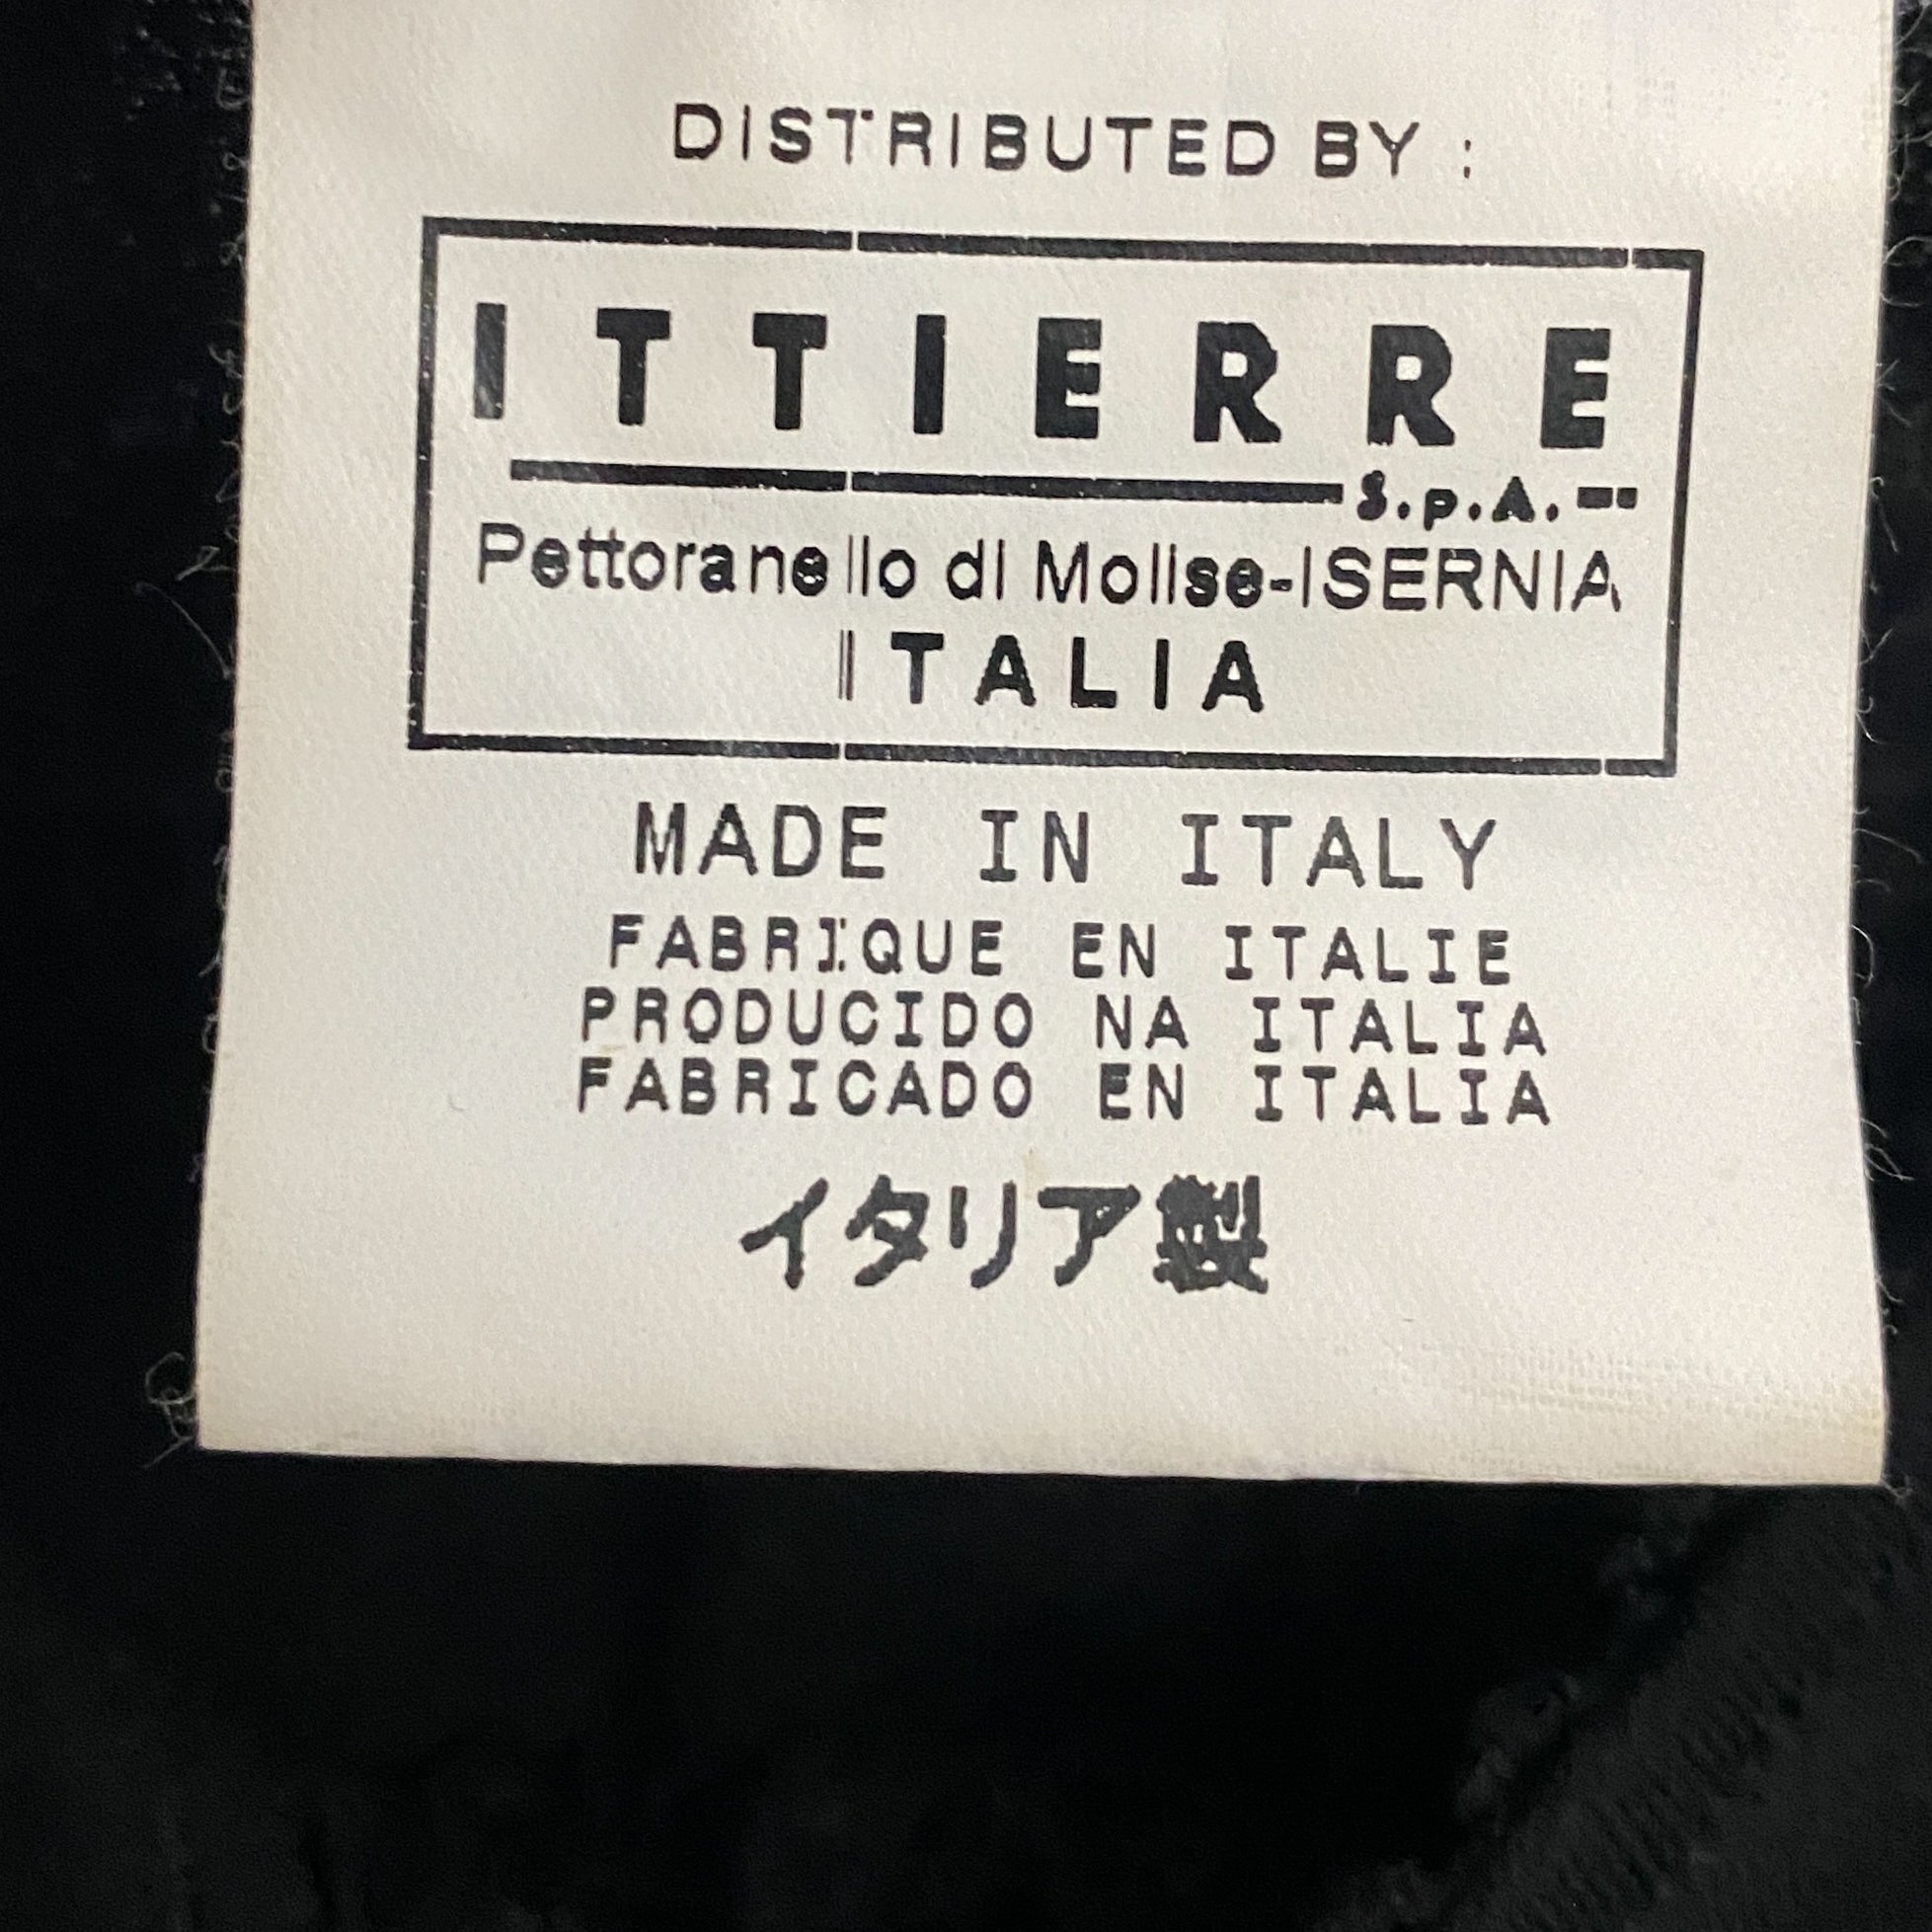 DISTRIBUTED BY :
ITTIERRE
S.p.A.
Pettoranello di Molise-ISERNIA
ITALIA
MADE IN ITALY
FABRIQUE EN ITALIE
PRODUCIDO NA ITALIA
FABRICADO EN ITALIA
イタリア製